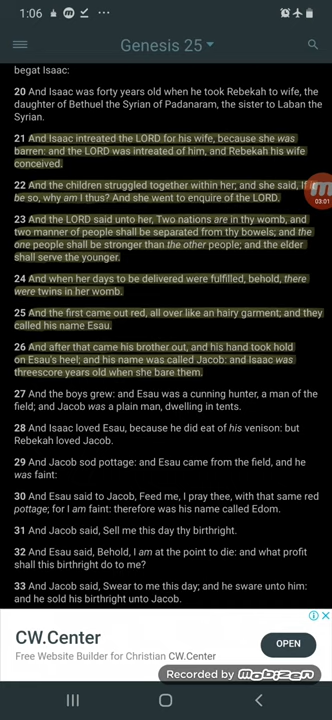 1:06
Genesis 25
begat Isaac:
20 And Isaac was forty years old when he took Rebekah to wife, the
daughter of Bethuel the Syrian of Padanaram, the sister to Laban the
Syrian.
21 And Isaac intreated the LORD for his wife, because she was
barren: and the LORD was intreated of him, and Rebekah his wife
conceived.
22 And the children struggled together within her; and she said, If it
be so, why am I thus? And she went to enquire of the LORD.
03:01
23 And the LORD said unto her, Two nations are in thy womb, and
two manner of people shall be separated from thy bowels; and the
one people shall be stronger than the other people; and the elder
shall serve the younger.
24 And when her days to be delivered were fulfilled, behold, there
were twins in her womb.
25 And the first came out red, all over like an hairy garment; and they
called his name Esau.
26 And after that came his brother out, and his hand took hold
on Esau's heel; and his name was called Jacob: and Isaac was
threescore years old when she bare them.
27 And the boys grew: and Esau was a cunning hunter, a man of the
field; and Jacob was a plain man, dwelling in tents.
28 And Isaac loved Esau, because he did eat of his venison: but
Rebekah loved Jacob.
29 And Jacob sod pottage: and Esau came from the field, and he
was faint:
30 And Esau said to Jacob, Feed me, I pray thee, with that same red
pottage; for I am faint: therefore was his name called Edom.
31 And Jacob said, Sell me this day thy birthright.
32 And Esau said, Behold, I am at the point to die: and what profit
shall this birthright do to me?
33 And Jacob said, Swear to me this day; and he sware unto him:
and he sold his birthright unto Jacob.
CW.Center
Free Website Builder for Christian CW.Center
OPEN
Recorded by Mobizen